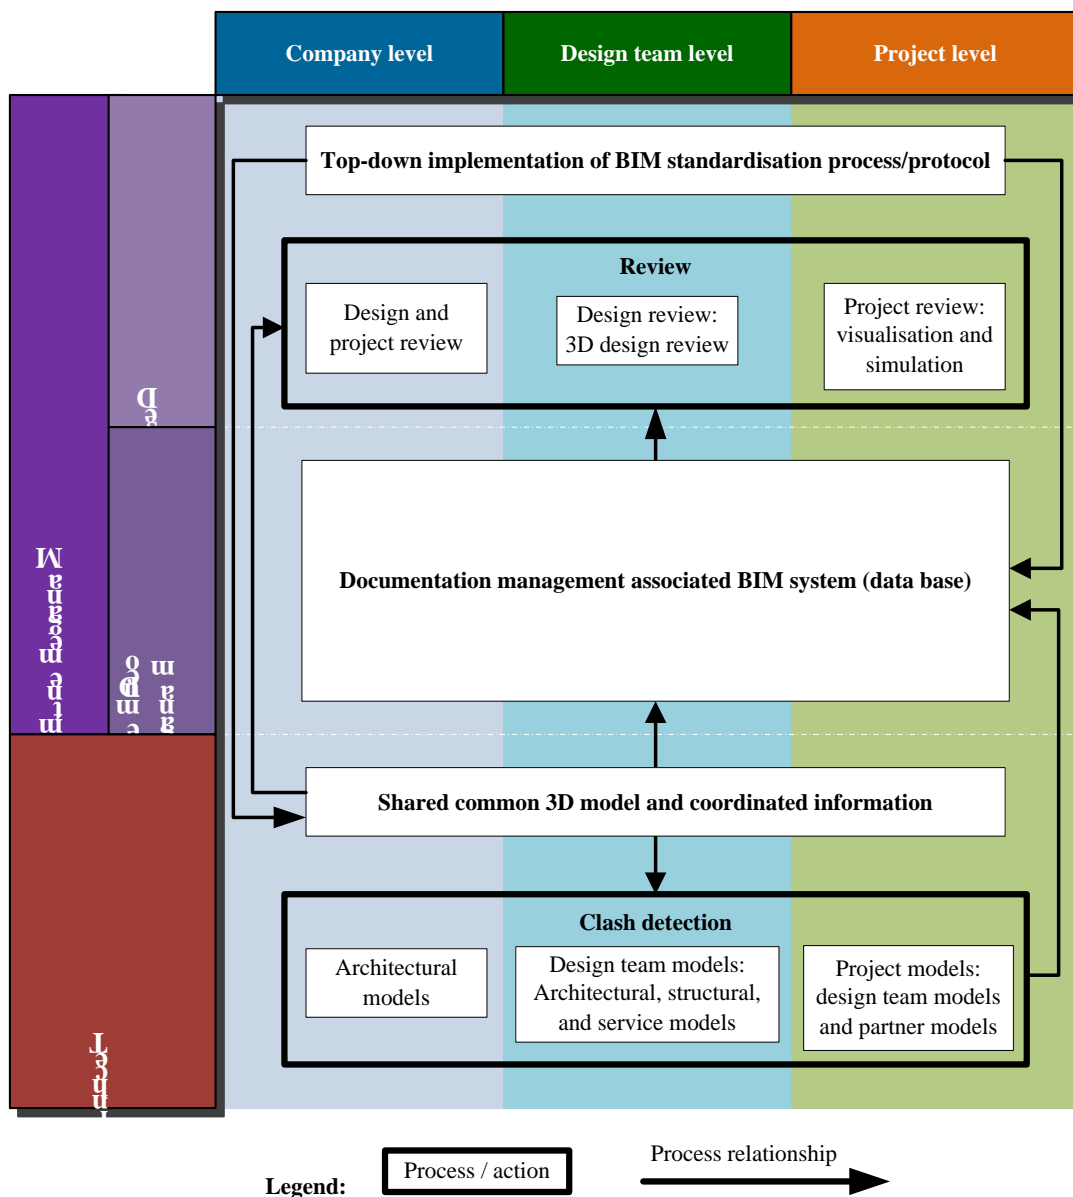 Company level
Design team level
Project level
Top-down implementation of BIM standardisation process/protocol
Review
Design and
project review
Design review:
3D design review
Project review:
visualisation and
simulation
Documentation management associated BIM system (data base)
Shared common 3D model and coordinated information
Clash detection
Architectural
models
Design team models:
Architectural, structural,
and service models
Project models:
design team models
and partner models
Legend:
Process / action
Process relationship